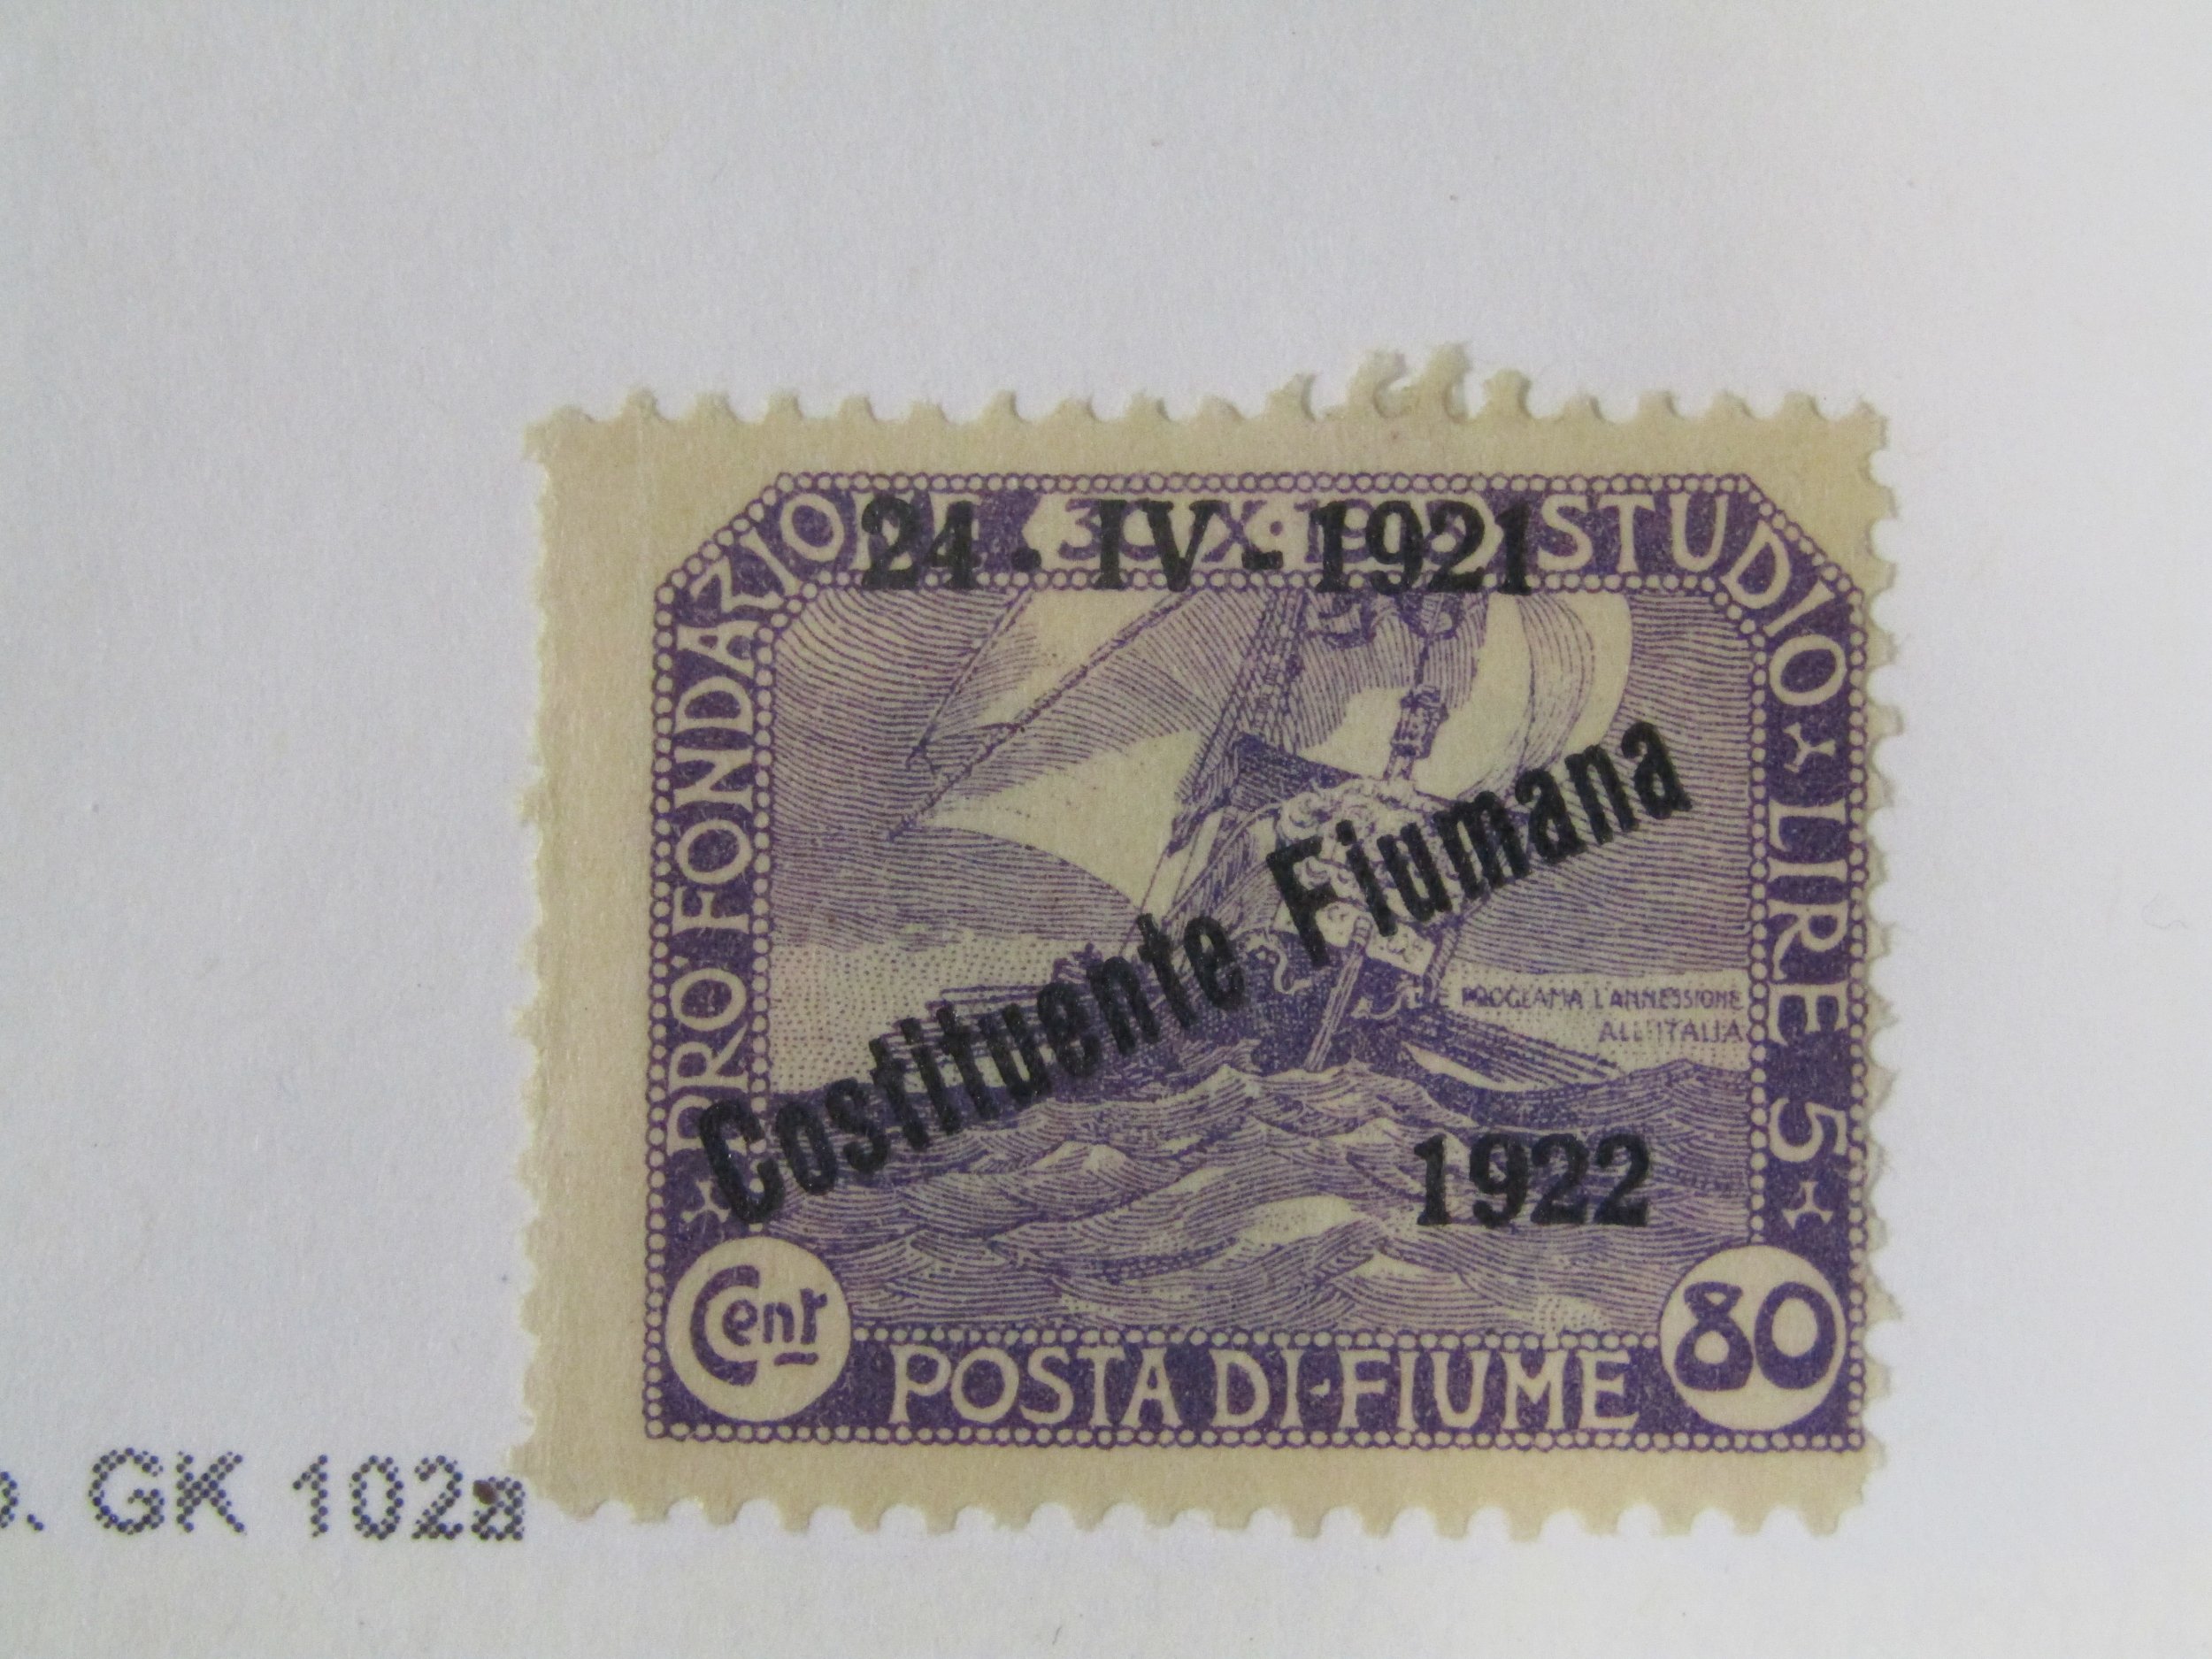 24 - IV - 1921
PRO FONDAZIONE STUDIO LIRE 5
PROCLAMA L'ANNESSIONE
ALL'ITALIA
Costituente Fiumana
1922
Cent
80
POSTA DI FIUME
GK 102a